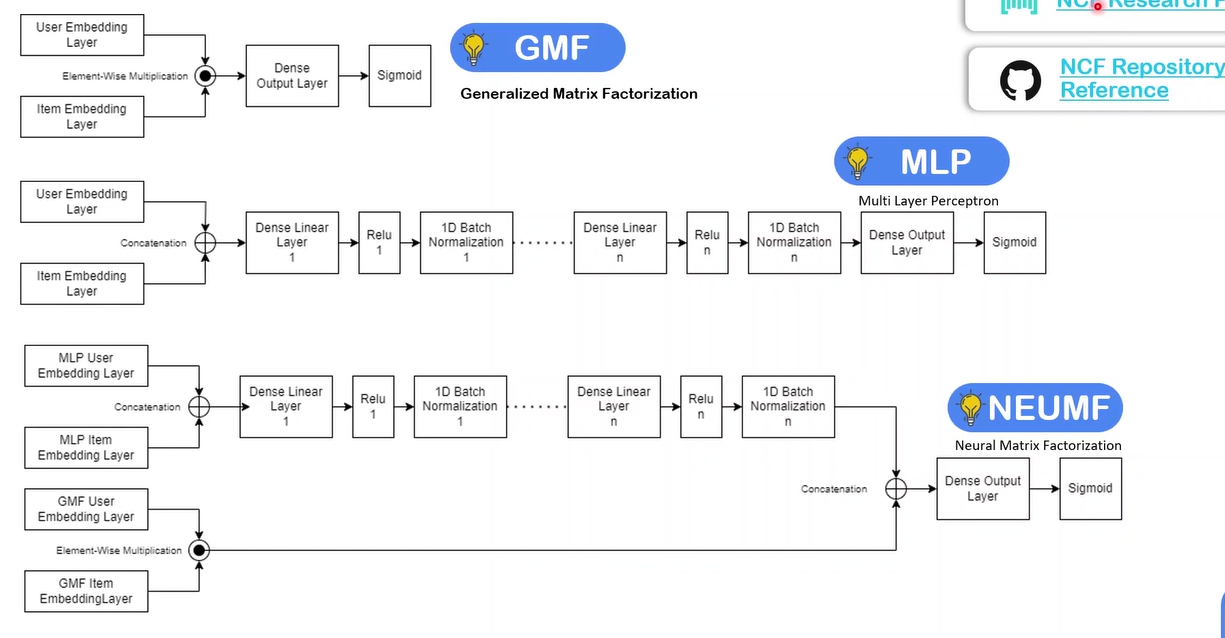 NCF Research P
NCF Repository
Reference
User Embedding
Layer
Element-Wise Multiplication
Item Embedding
Layer
Dense
Output Layer
Sigmoid
GMF
Generalized Matrix Factorization
MLP
Multi Layer Perceptron
User Embedding
Layer
Concatenation
Item Embedding
Layer
Dense Linear
Layer
1
Relu
1
1D Batch
Normalization
1
Dense Linear
Layer
n
Relu
n
1D Batch
Normalization
n
Dense Output
Layer
Sigmoid
MLP User
Embedding Layer
Concatenation
MLP Item
Embedding Layer
Dense Linear
Layer
1
Relu
1
1D Batch
Normalization
1
Dense Linear
Layer
n
Relu
n
1D Batch
Normalization
n
NEUMF
Neural Matrix Factorization
GMF User
Embedding Layer
Element-Wise Multiplication
GMF Item
EmbeddingLayer
Concatenation
Dense Output
Layer
Sigmoid